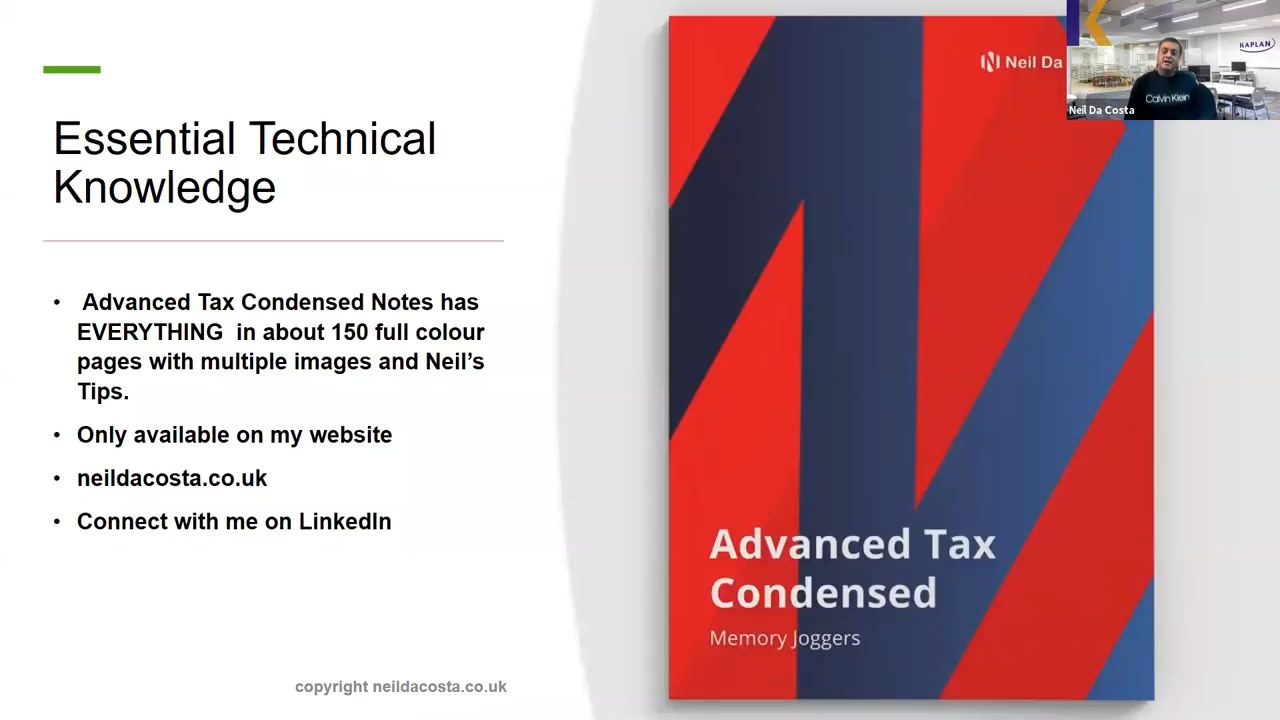 Essential Technical
Knowledge
• Advanced Tax Condensed Notes has
EVERYTHING in about 150 full colour
pages with multiple images and Neil’s
Tips.
• Only available on my website
• neildacosta.co.uk
• Connect with me on LinkedIn
copyright neildacosta.co.uk
Neil Da
Advanced Tax
Condensed
Memory Joggers
KAPLAN
Calvin Klein
Neil Da Costa